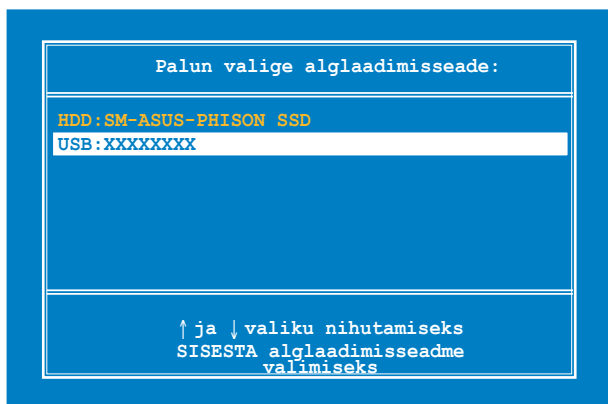 Palun valige alglaadimisseade:
HDD:SM-ASUS-PHISON SSD
USB:XXXXXXXX
↑ ja ↓ valiku nihutamiseks
SISESTA alglaadimisseadme
valimiseks